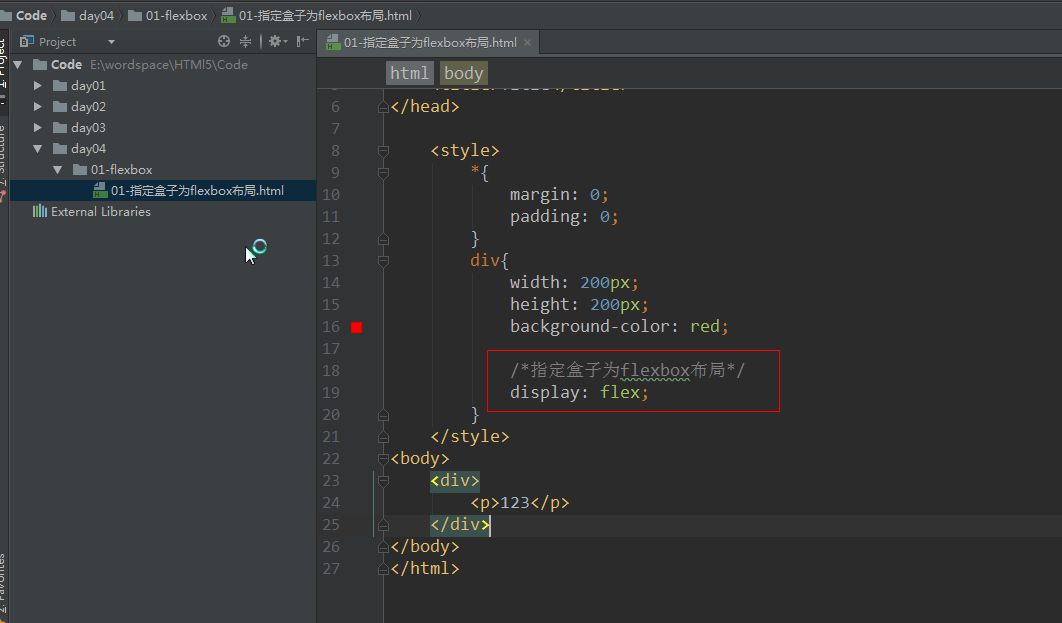 Code day04 01-flexbox 01-指定盒子为flexbox布局.html
Project
Code E:\wordspace\HTMl5\Code
day01
day02
day03
day04
01-flexbox
01-指定盒子为flexbox布局.html
External Libraries
01-指定盒子为flexbox布局.html ×
html body
6 </head>
7
8 <style>
9 *{
10 margin: 0;
11 padding: 0;
12 }
13 div{
14 width: 200px;
15 height: 200px;
16 background-color: red;
17
18 /*指定盒子为flexbox布局*/
19 display: flex;
20 }
21 </style>
22 <body>
23 <div>
24 <p>123</p>
25 </div>
26 </body>
27 </html>